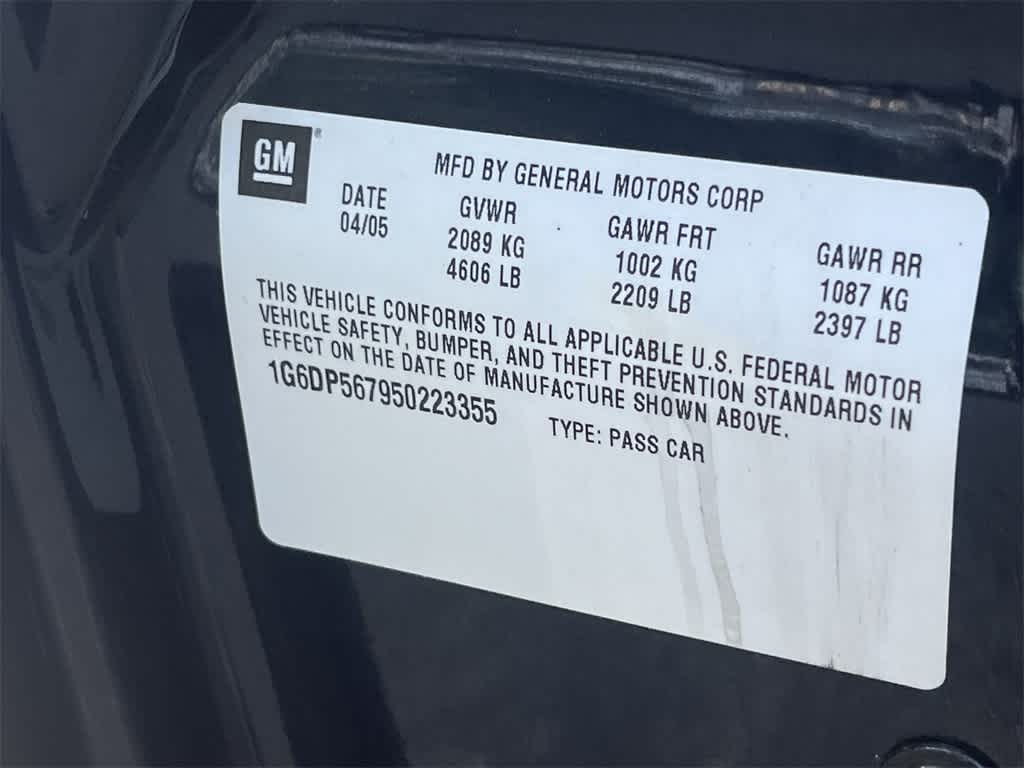 GM
MFD BY GENERAL MOTORS CORP
DATE GVWR GAWR FRT GAWR RR
04/05 2089 KG 1002 KG 1087 KG
4606 LB 2209 LB 2397 LB
THIS VEHICLE CONFORMS TO ALL APPLICABLE U.S. FEDERAL MOTOR
VEHICLE SAFETY, BUMPER, AND THEFT PREVENTION STANDARDS IN
EFFECT ON THE DATE OF MANUFACTURE SHOWN ABOVE.
1G6DP567950223355 TYPE: PASS CAR